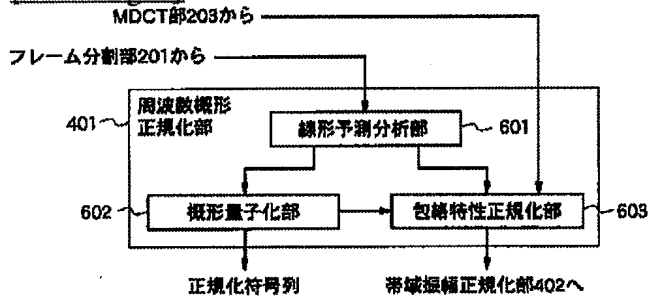 MDCT部203から
フレーム分割部201から
周波数概形
正規化部
401
線形予測分析部
601
602
概形量子化部
包絡特性正規化部
603
正規化符号列
帯域振幅正規化部402へ